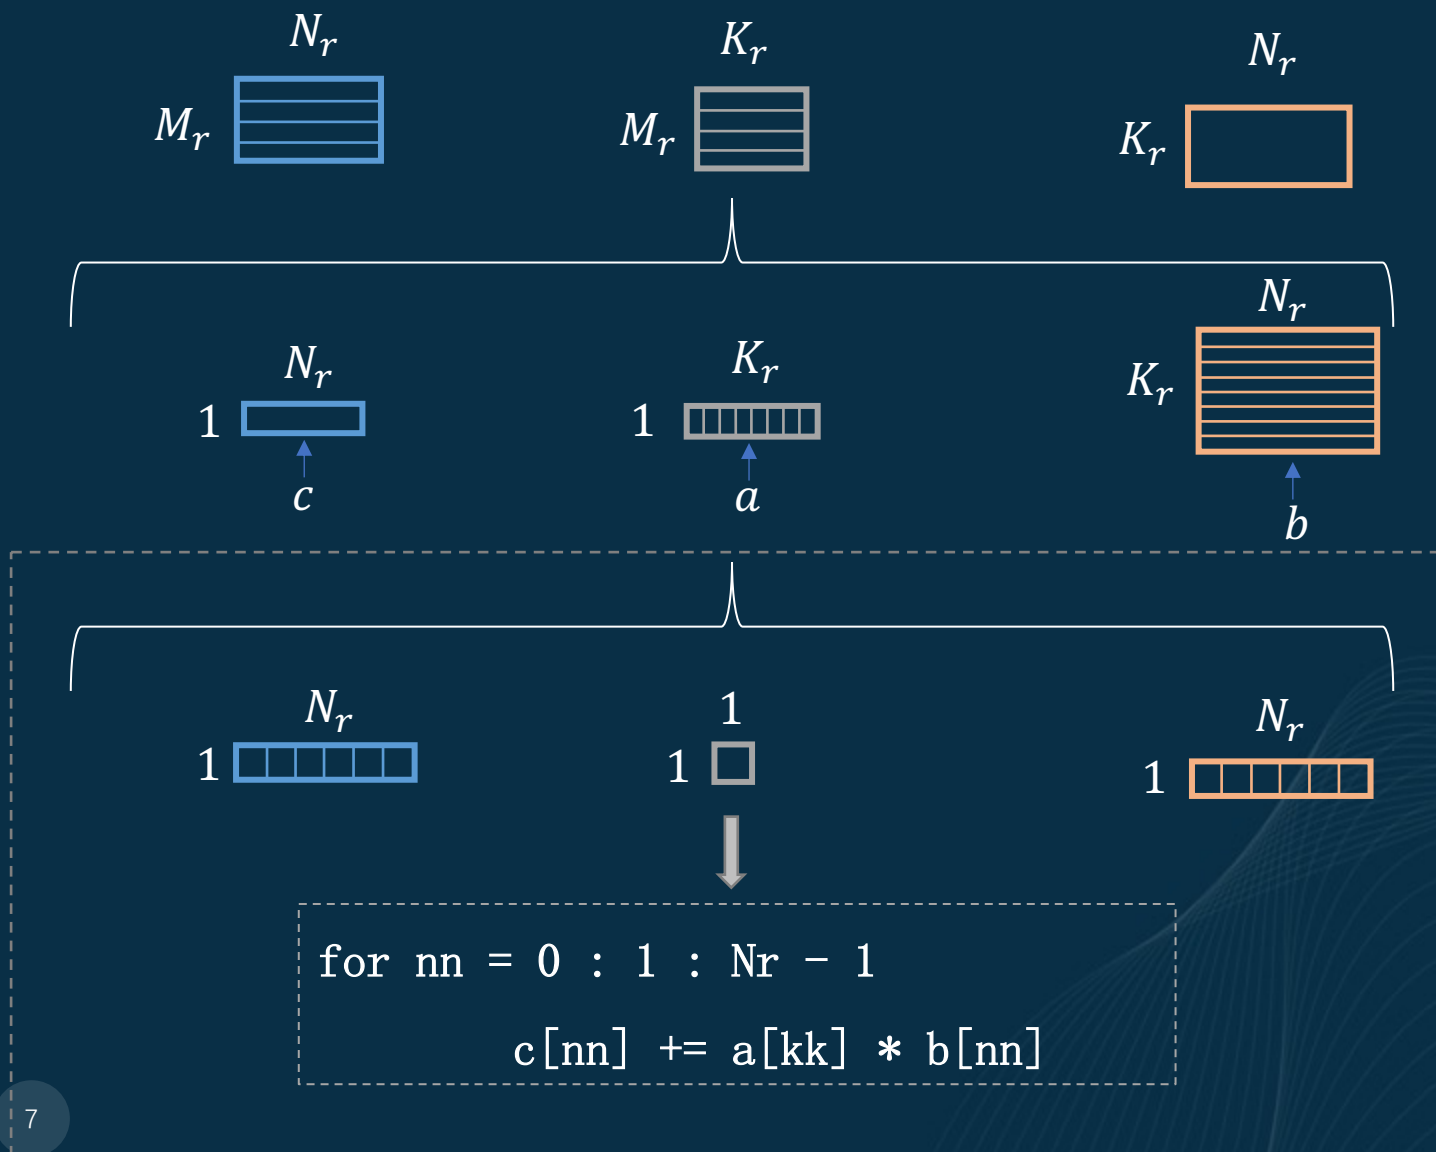 Nr
Kr
Nr
Mr
Mr
Kr
Nr
Nr
Kr
Kr
1
1
c
a
b
Nr
1
Nr
1
1
1
for nn = 0 : 1 : Nr - 1
c[nn] += a[kk] * b[nn]
7